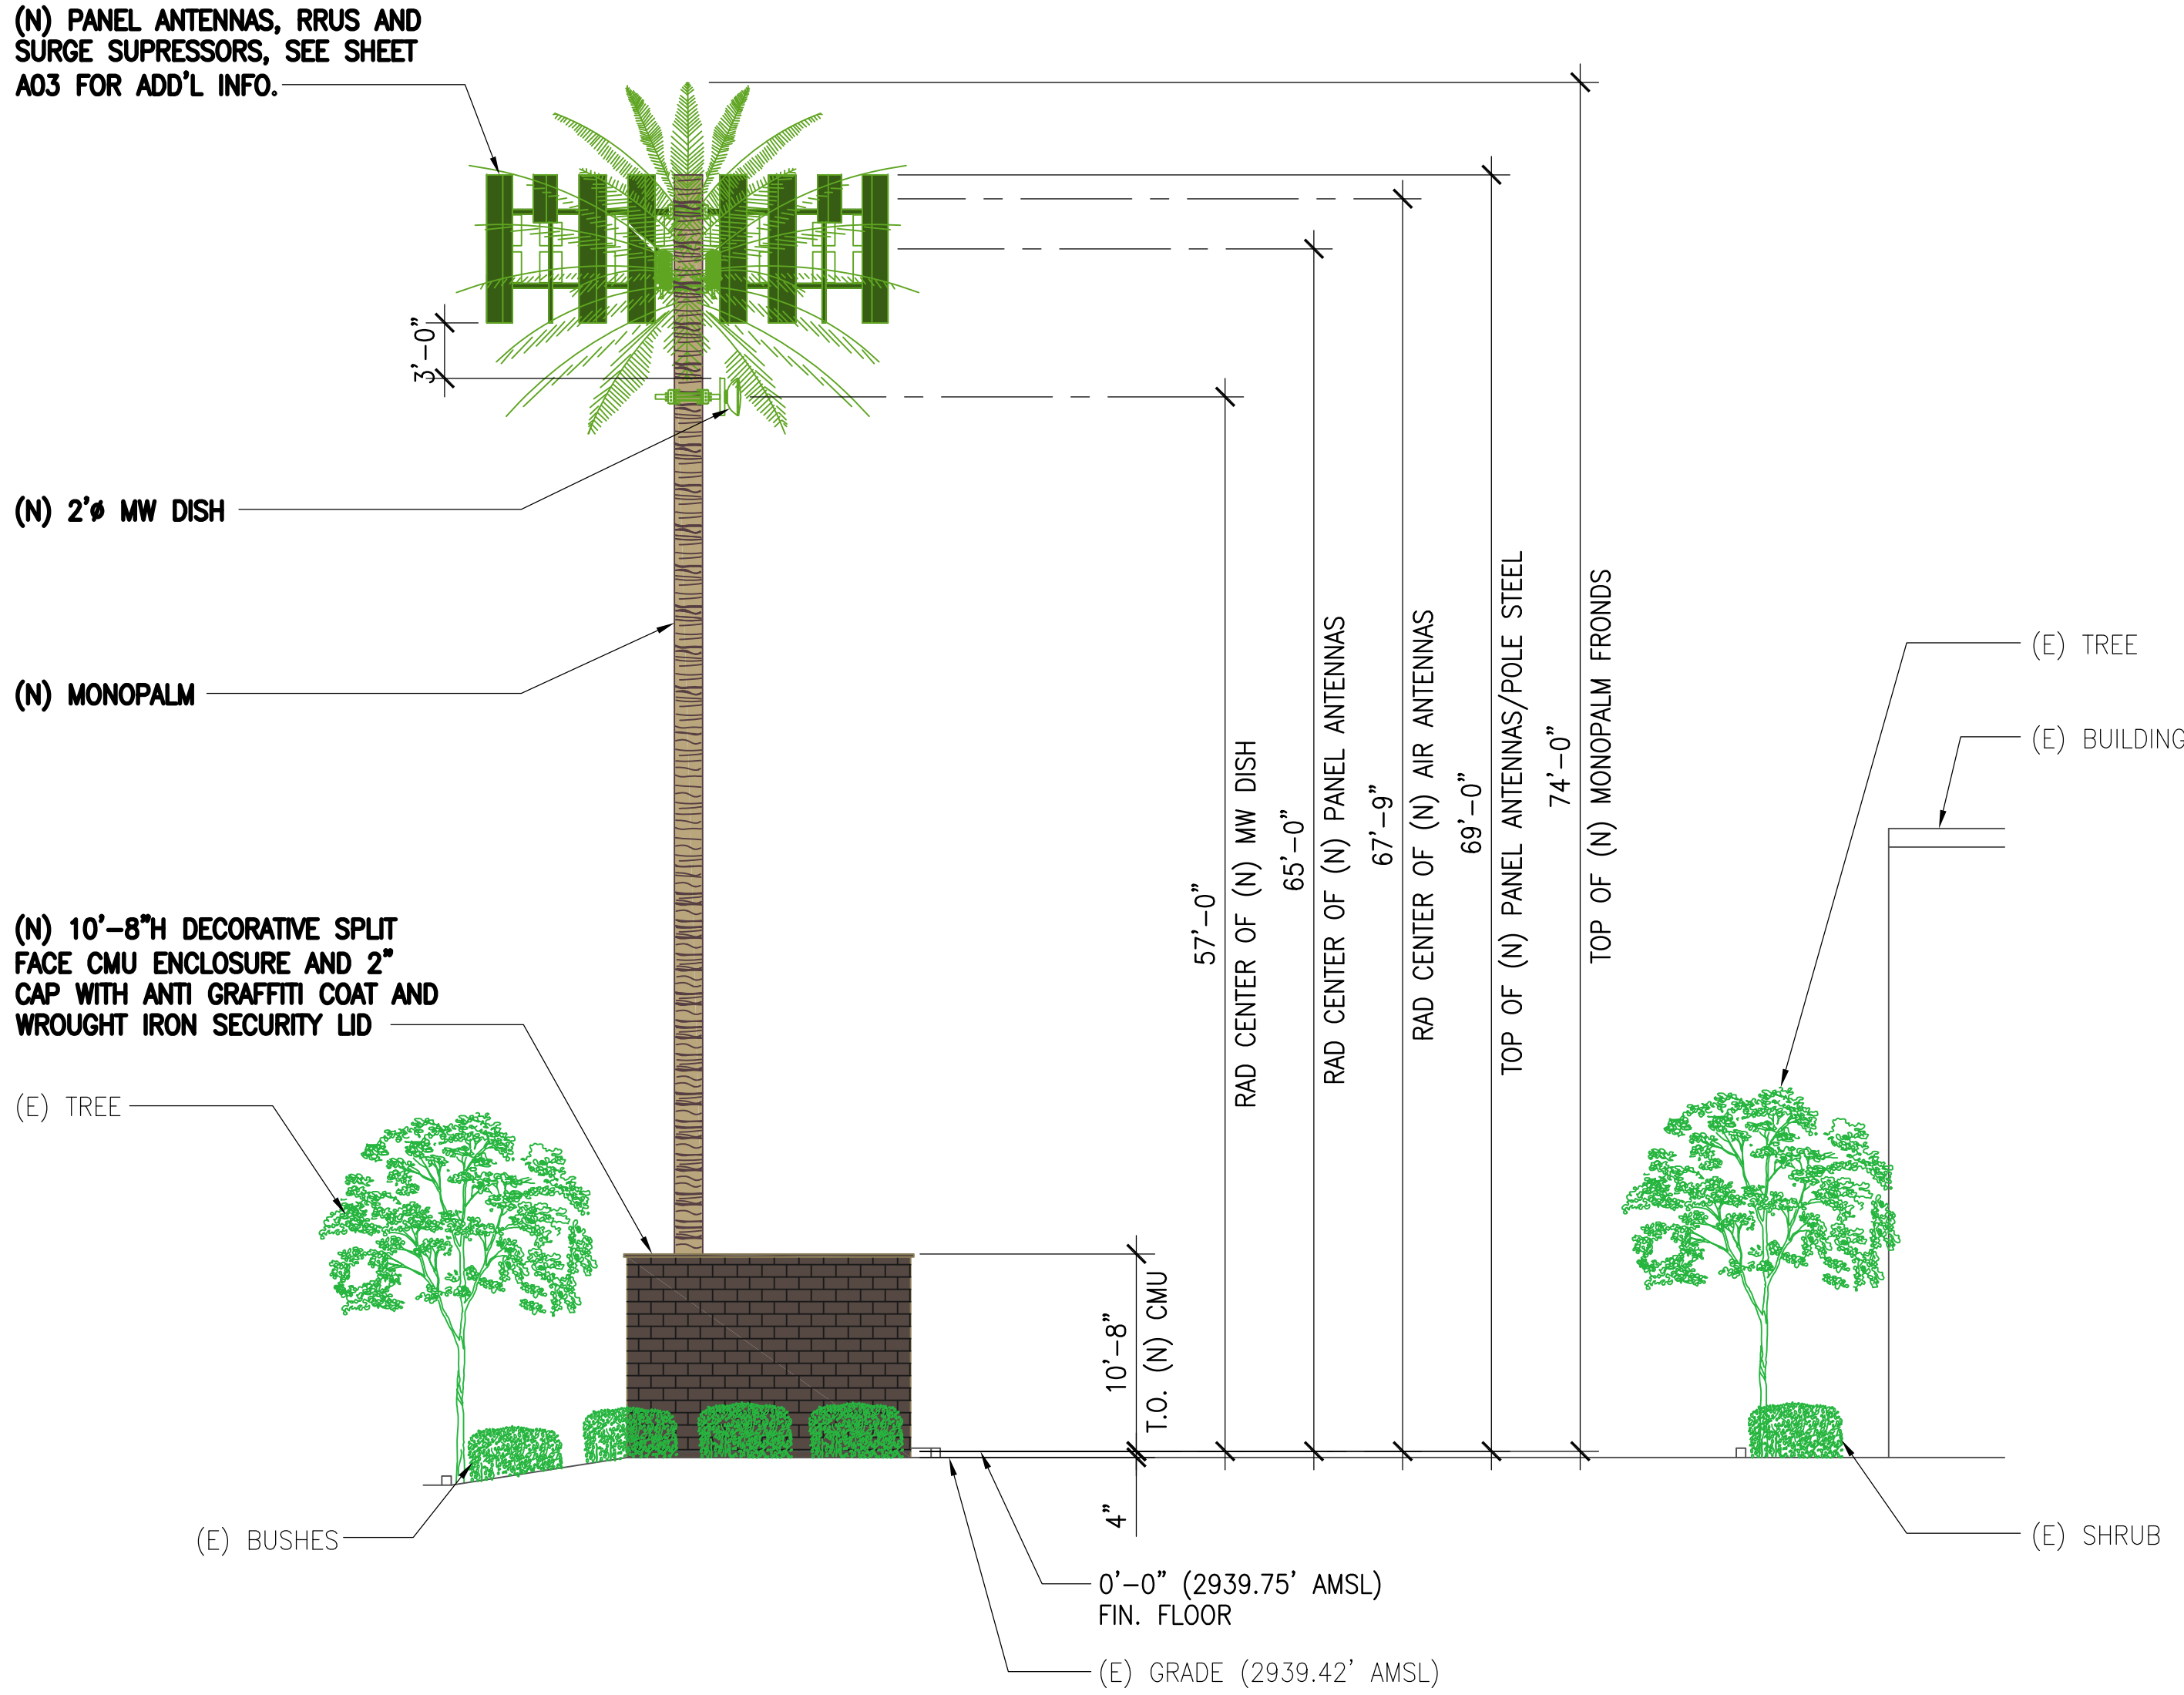 (N) PANEL ANTENNAS, RRUS AND
SURGE SUPRESSORS, SEE SHEET
A03 FOR ADD'L INFO.
3'-0"
(N) 2'ø MW DISH
(N) MONOPALM
(N) 10'-8"H DECORATIVE SPLIT
FACE CMU ENCLOSURE AND 2"
CAP WITH ANTI GRAFFITI COAT AND
WROUGHT IRON SECURITY LID
(E) TREE
(E) BUSHES
10'-8"
T.O. (N) CMU
4"
57'-0"
RAD CENTER OF (N) MW DISH
65'-0"
RAD CENTER OF (N) PANEL ANTENNAS
67'-9"
RAD CENTER OF (N) AIR ANTENNAS
69'-0"
TOP OF (N) PANEL ANTENNAS/POLE STEEL
74'-0"
TOP OF (N) MONOPALM FRONDS
(E) TREE
(E) BUILDING
(E) SHRUB
0'-0" (2939.75' AMSL)
FIN. FLOOR
(E) GRADE (2939.42' AMSL)